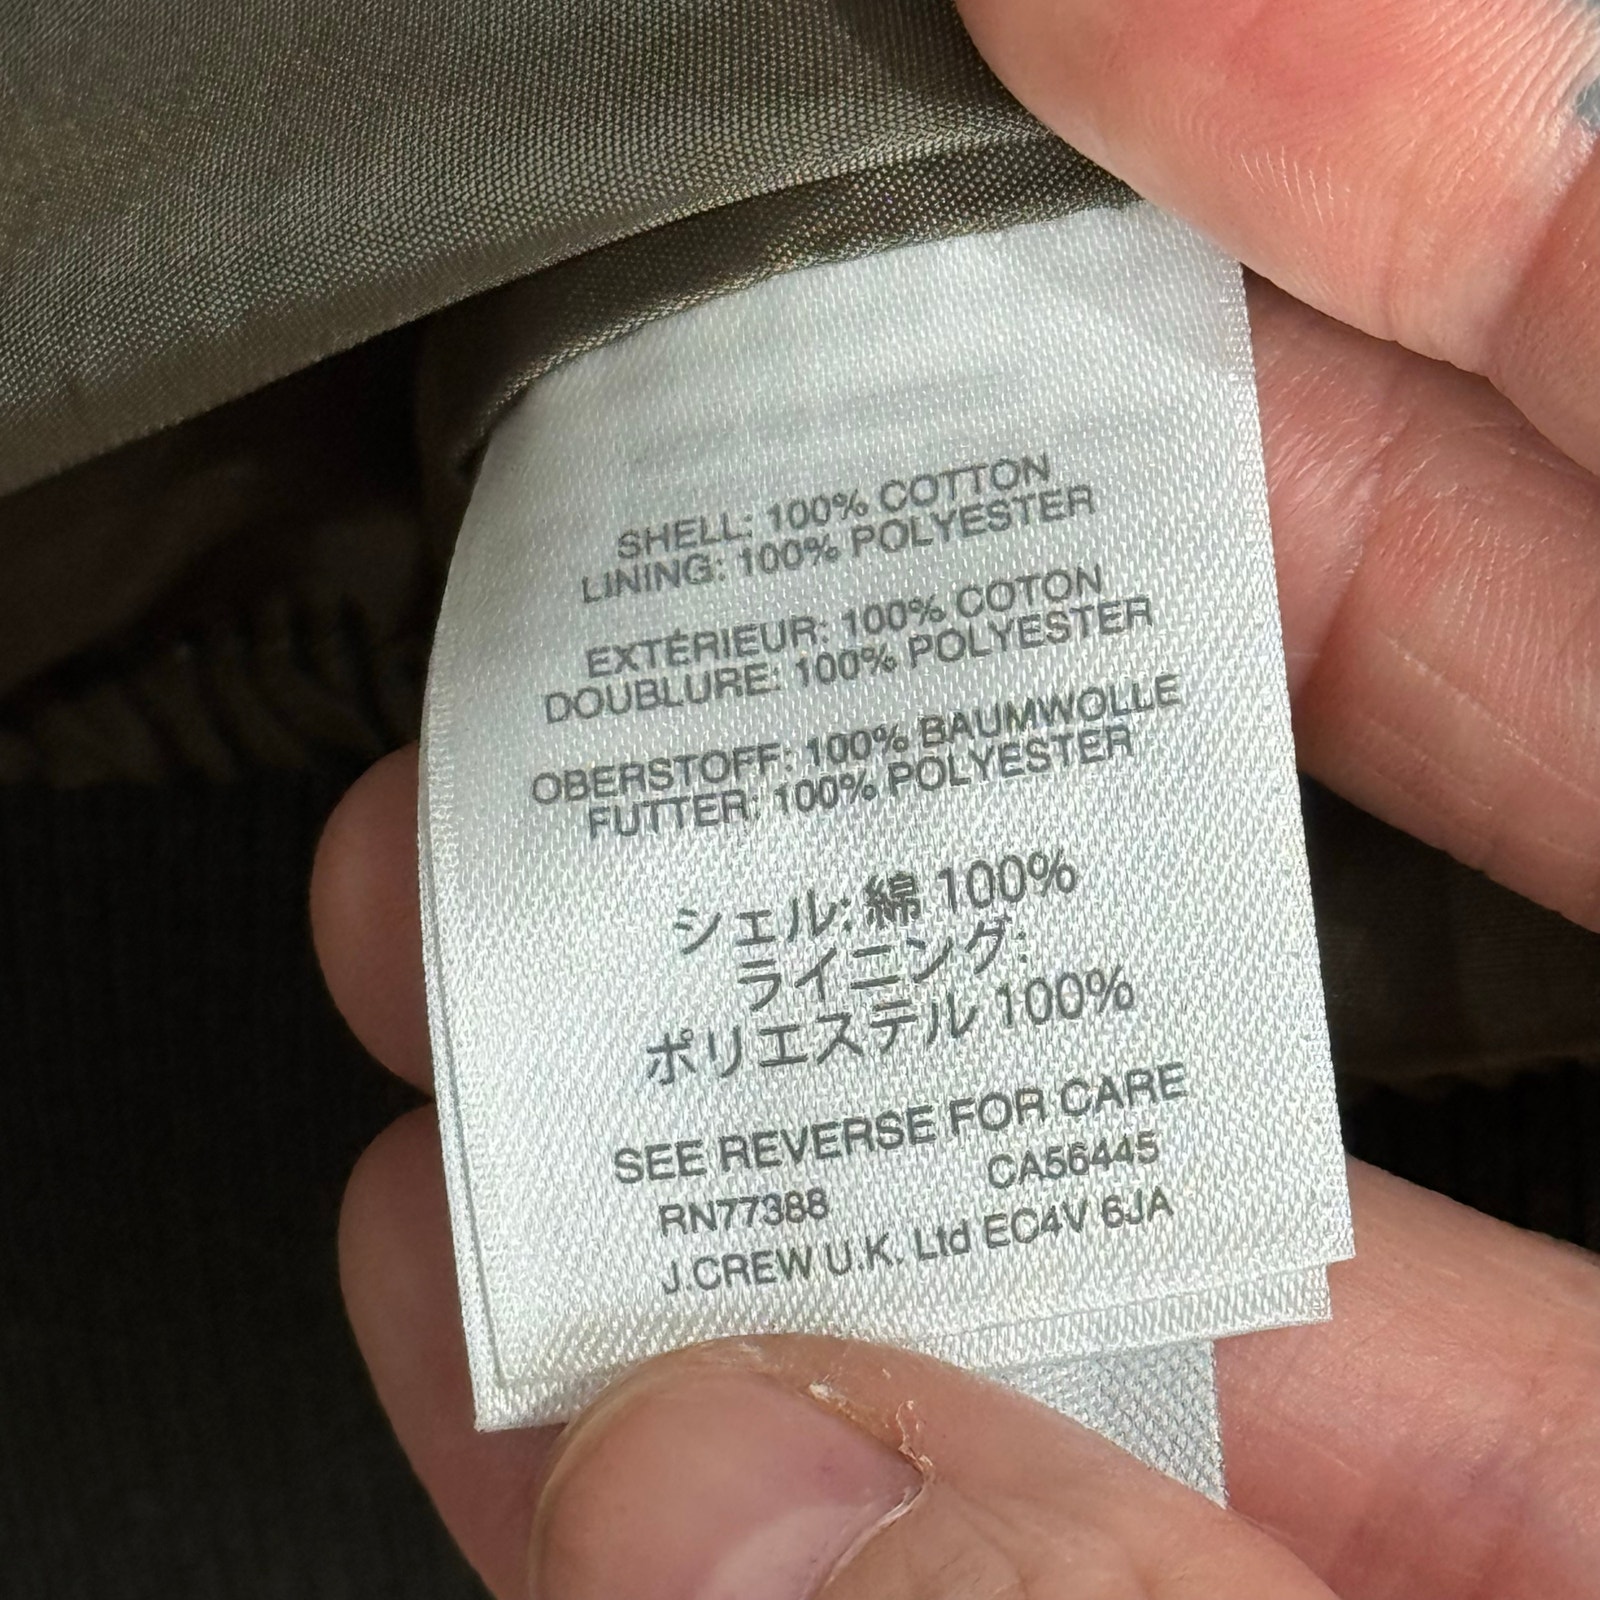 SHELL: 100% COTTON
LINING: 100% POLYESTER
EXTÉRIEUR: 100% COTON
DOUBLURE: 100% POLYESTER
OBERSTOFF: 100% BAUMWOLLE
FUTTER: 100% POLYESTER
シェル: 綿 100%
ライニング:
ポリエステル 100%
SEE REVERSE FOR CARE
RN77388 CA56445
J.CREW U.K. Ltd EC4V 6JA